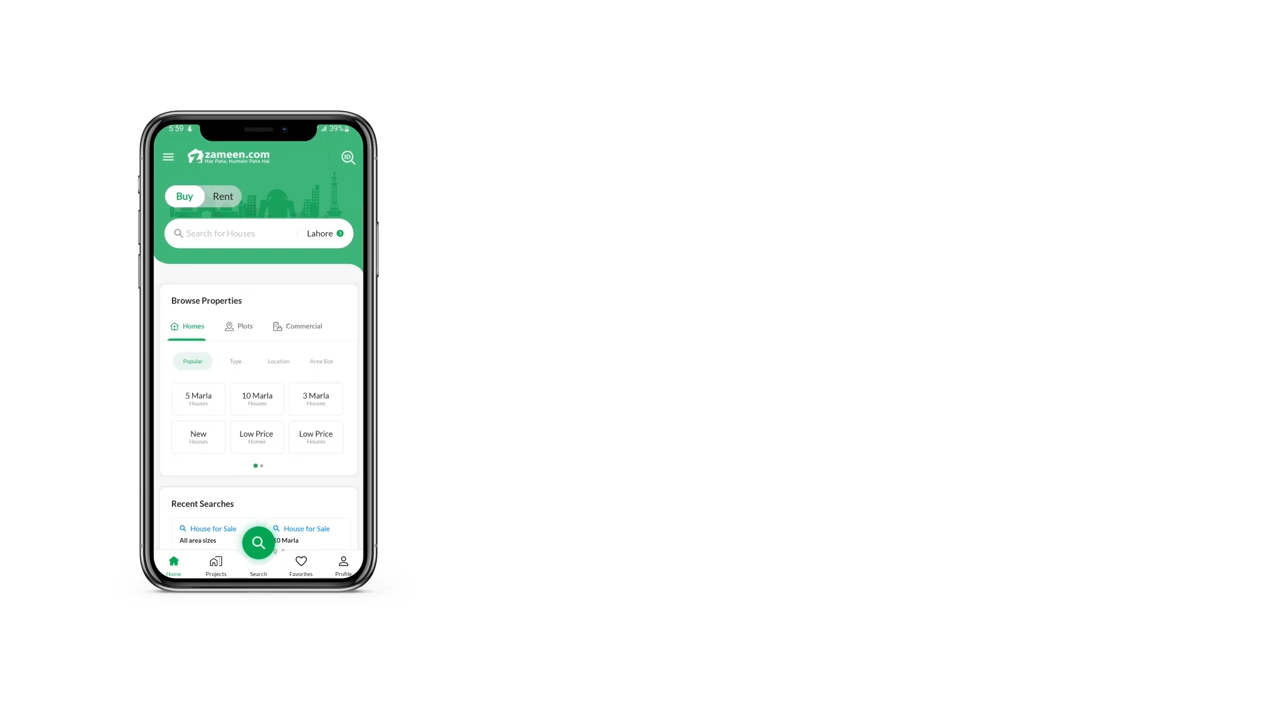 5:59
39%
zameen.com
Har Pata, Humein Pata Hai
ID
Buy
Rent
Search for Houses
Lahore
Browse Properties
Homes
Plots
Commercial
Popular
Type
Location
Area Size
5 Marla
Houses
10 Marla
Houses
3 Marla
Houses
New
Houses
Low Price
Homes
Low Price
Houses
Recent Searches
House for Sale
All area sizes
House for Sale
10 Marla
Home
Projects
Search
Favorites
Profile